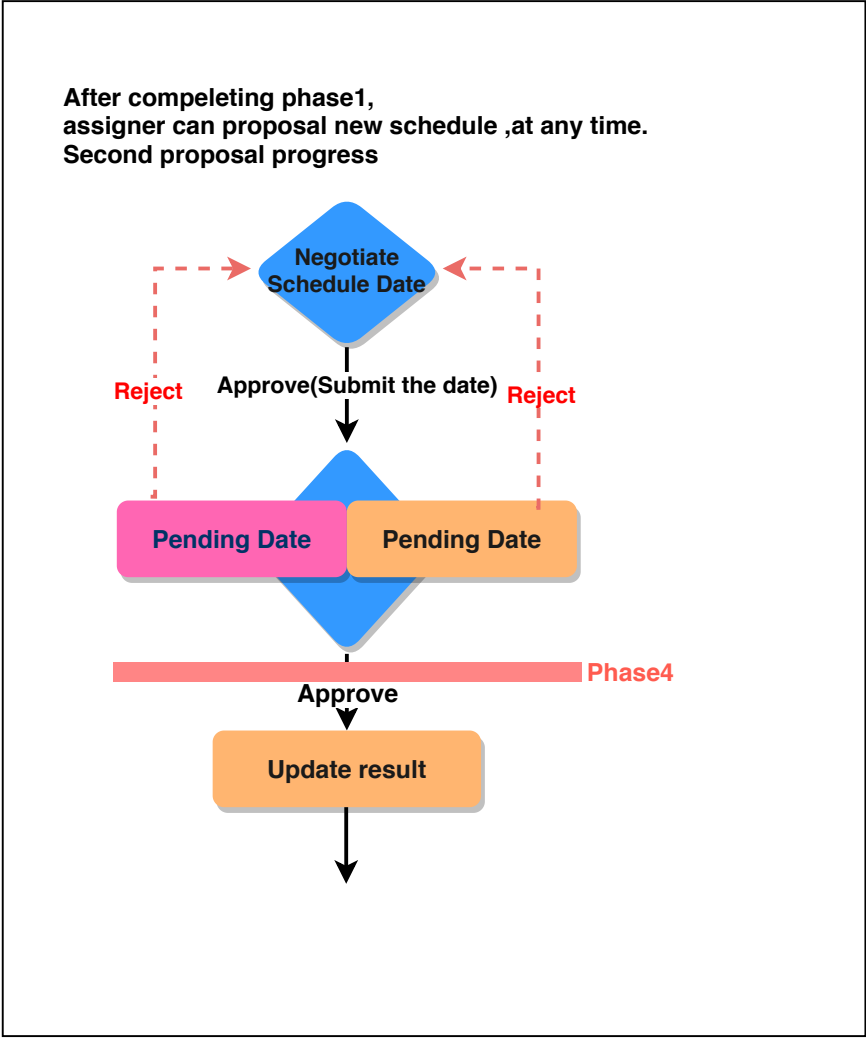 After compeleting phase1,
assigner can proposal new schedule ,at any time.
Second proposal progress
Negotiate
Schedule Date
Reject
Approve(Submit the date)
Reject
Pending Date
Pending Date
Phase4
Approve
Update result